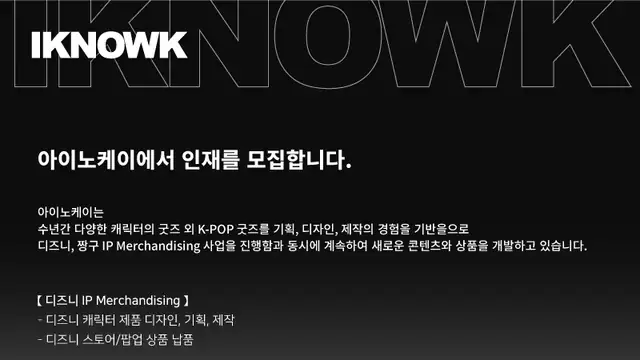 IKNOWK
IKNOWK
아이노케이에서 인재를 모집합니다.
아이노케이는
수년간 다양한 캐릭터의 굿즈 외 K-POP 굿즈를 기획, 디자인, 제작의 경험을 기반을으로
디즈니, 짱구 IP Merchandising 사업을 진행함과 동시에 계속하여 새로운 콘텐츠와 상품을 개발하고 있습니다.
【 디즈니 IP Merchandising 】
- 디즈니 캐릭터 제품 디자인, 기획, 제작
- 디즈니 스토어/팝업 상품 납품